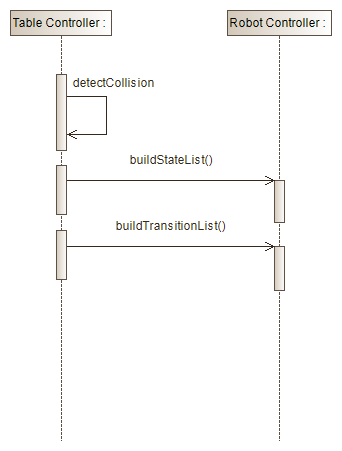 Table Controller :
Robot Controller :
detectCollision
buildStateList()
buildTransitionList()